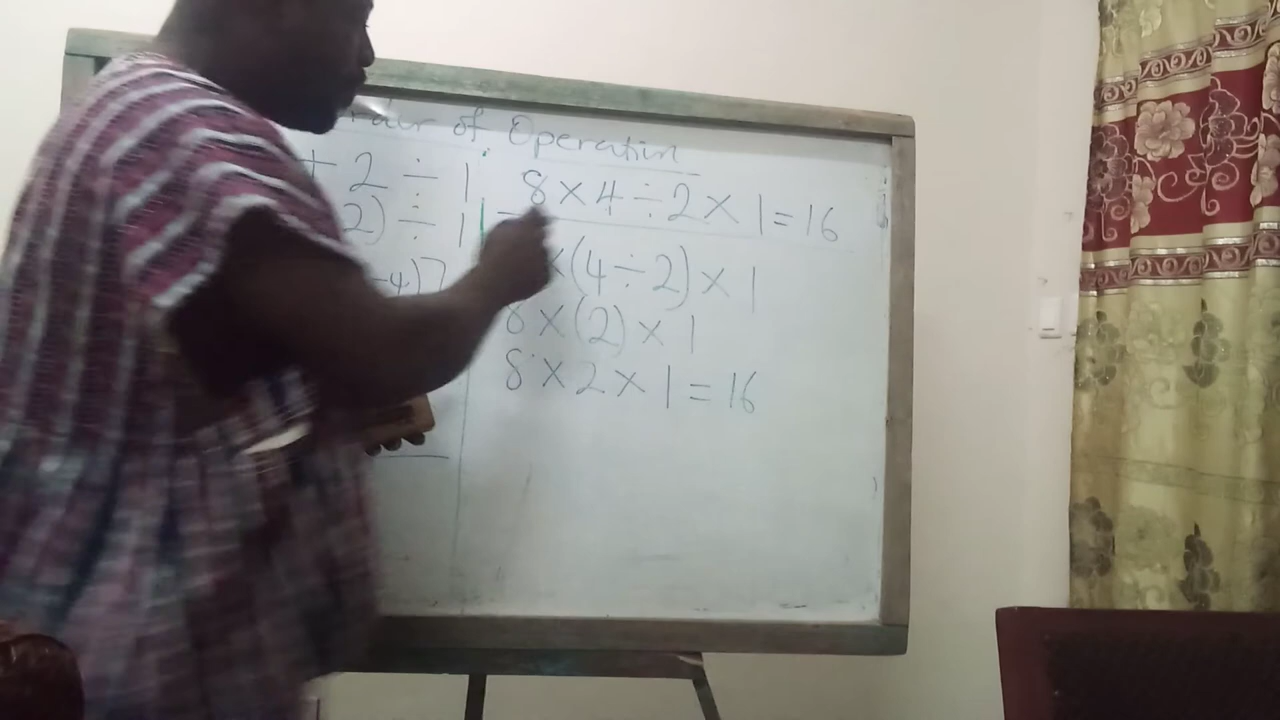 of Operation
+ 2 ÷ 1
2) ÷ 1
-4)7
8 × 4 ÷ 2 × 1 = 16
× (4 ÷ 2) × 1
8 × (2) × 1
8 × 2 × 1 = 16